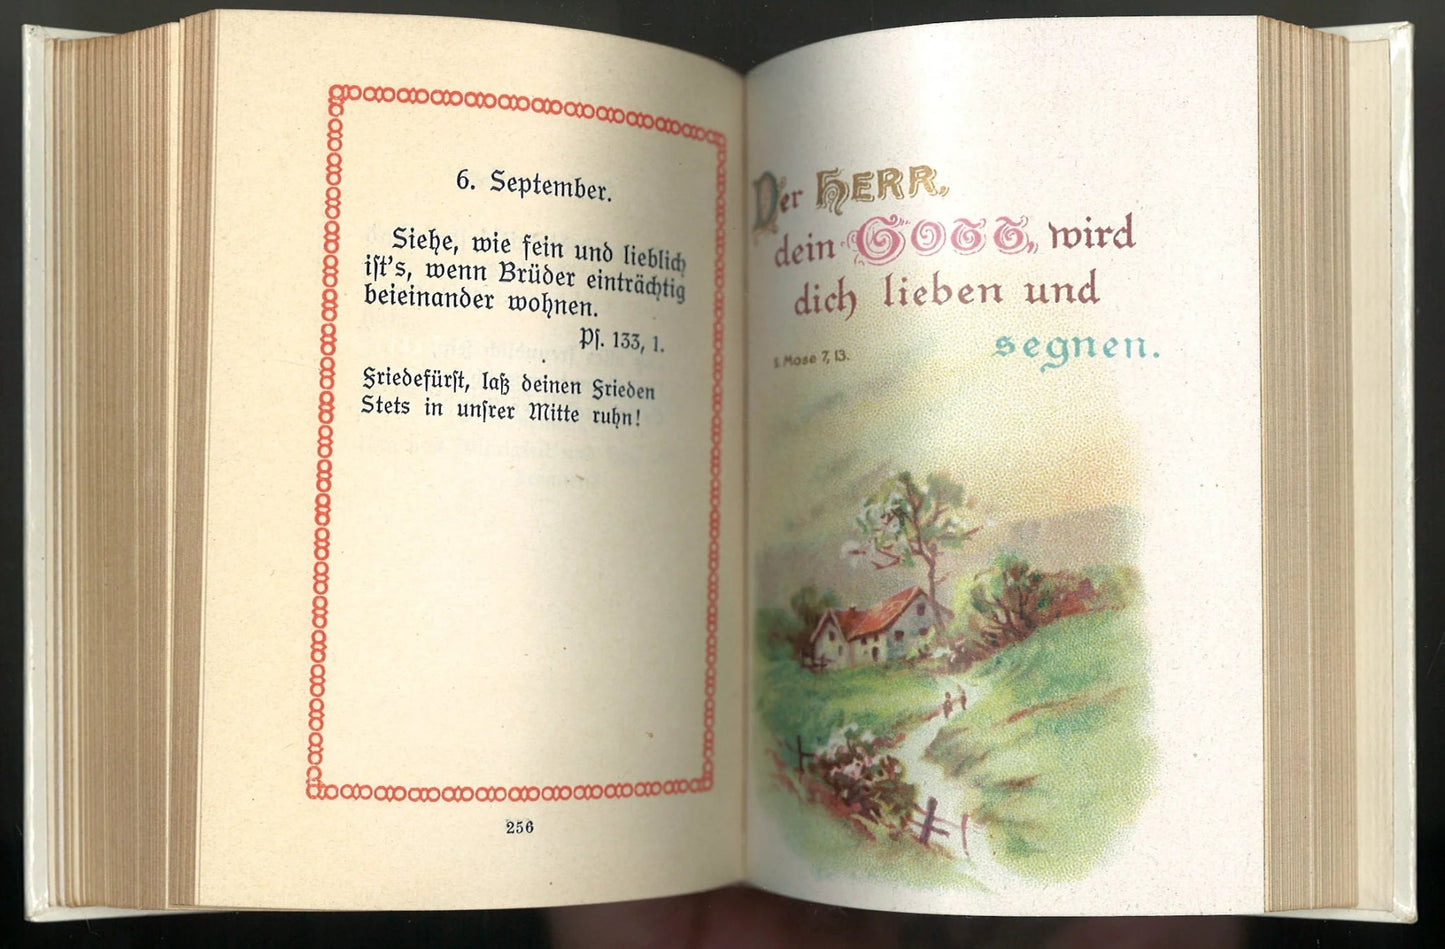 6. September.
Siehe, wie fein und lieblich
iſt's, wenn Brüder einträchtig
beieinander wohnen.
Pſ. 133, 1.
Friedefürſt, laß deinen Frieden
Stets in unſrer Mitte ruhn!
256
Der HERR,
dein GOTT, wird
dich lieben und
segnen.
5. Mose 7, 13.